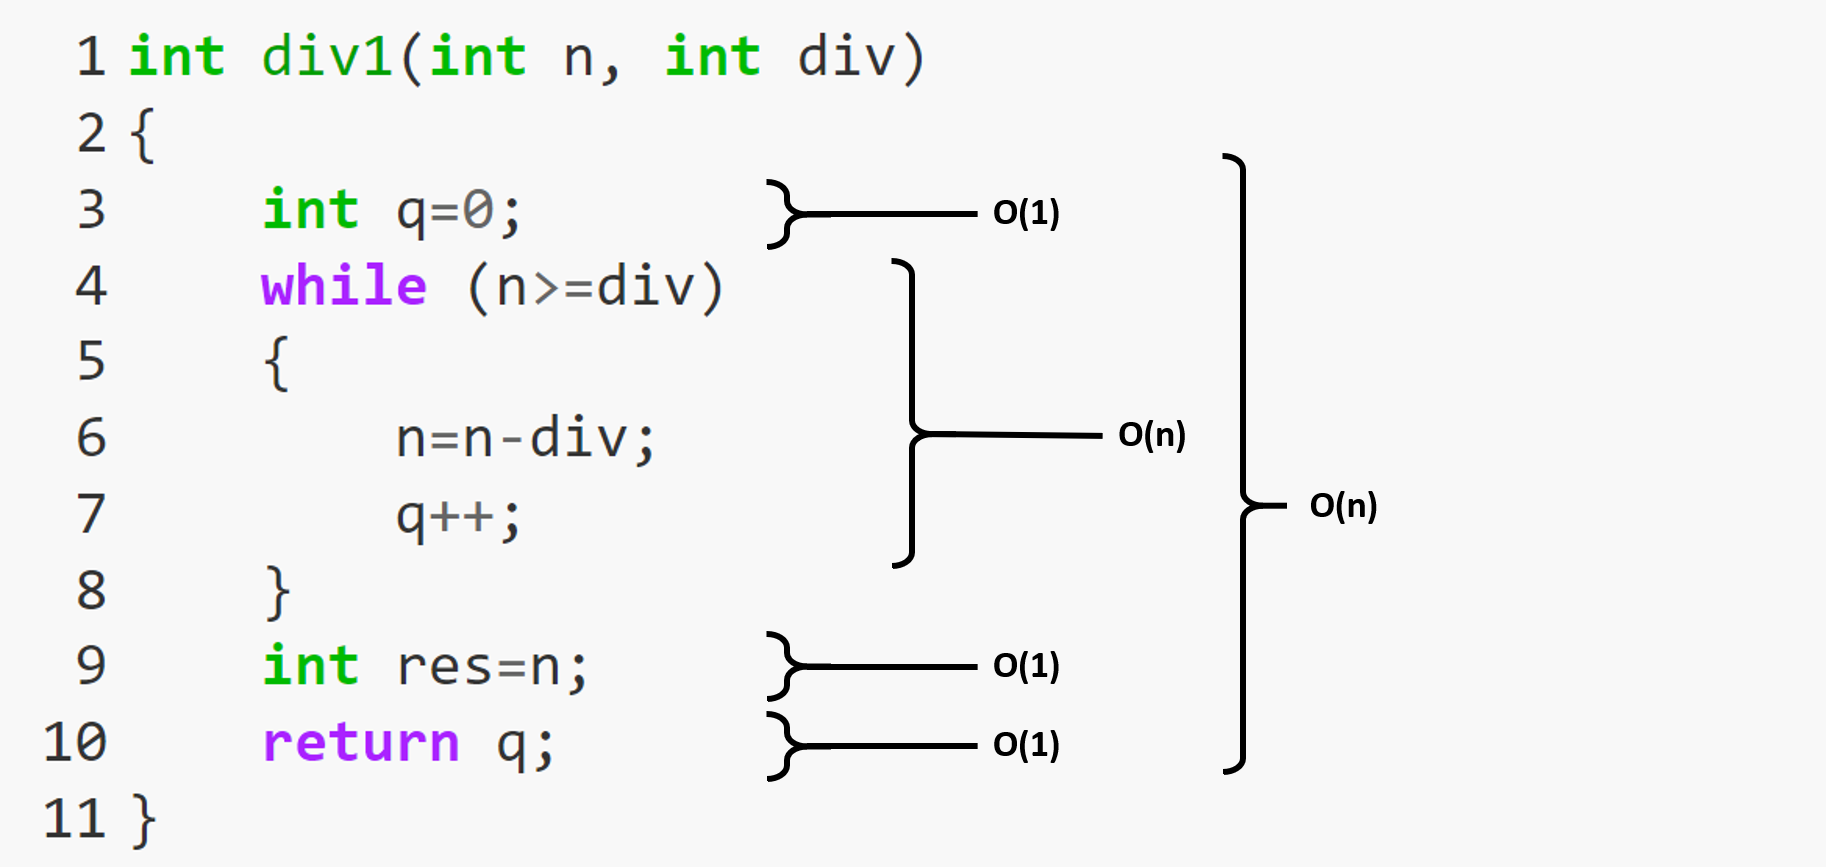 1 int div1(int n, int div)
2 {
3 int q=0; O(1)
4 while (n>=div)
5 {
6 n=n-div; O(n)
7 q++; O(n)
8 }
9 int res=n; O(1)
10 return q; O(1)
11 }